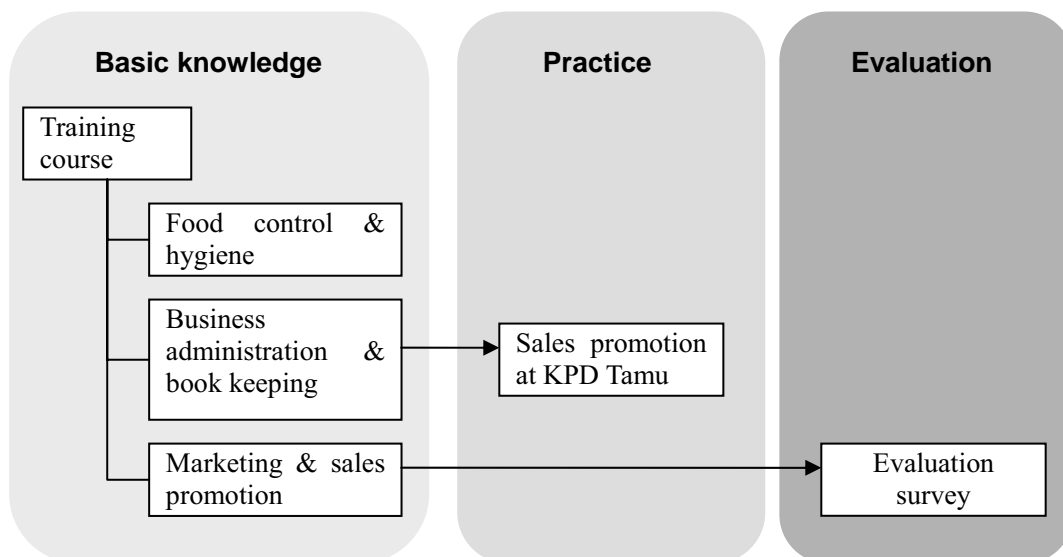 Basic knowledge
Practice
Evaluation
Training
course
Food control &
hygiene
Business
administration &
book keeping
Sales promotion
at KPD Tamu
Marketing & sales
promotion
Evaluation
survey